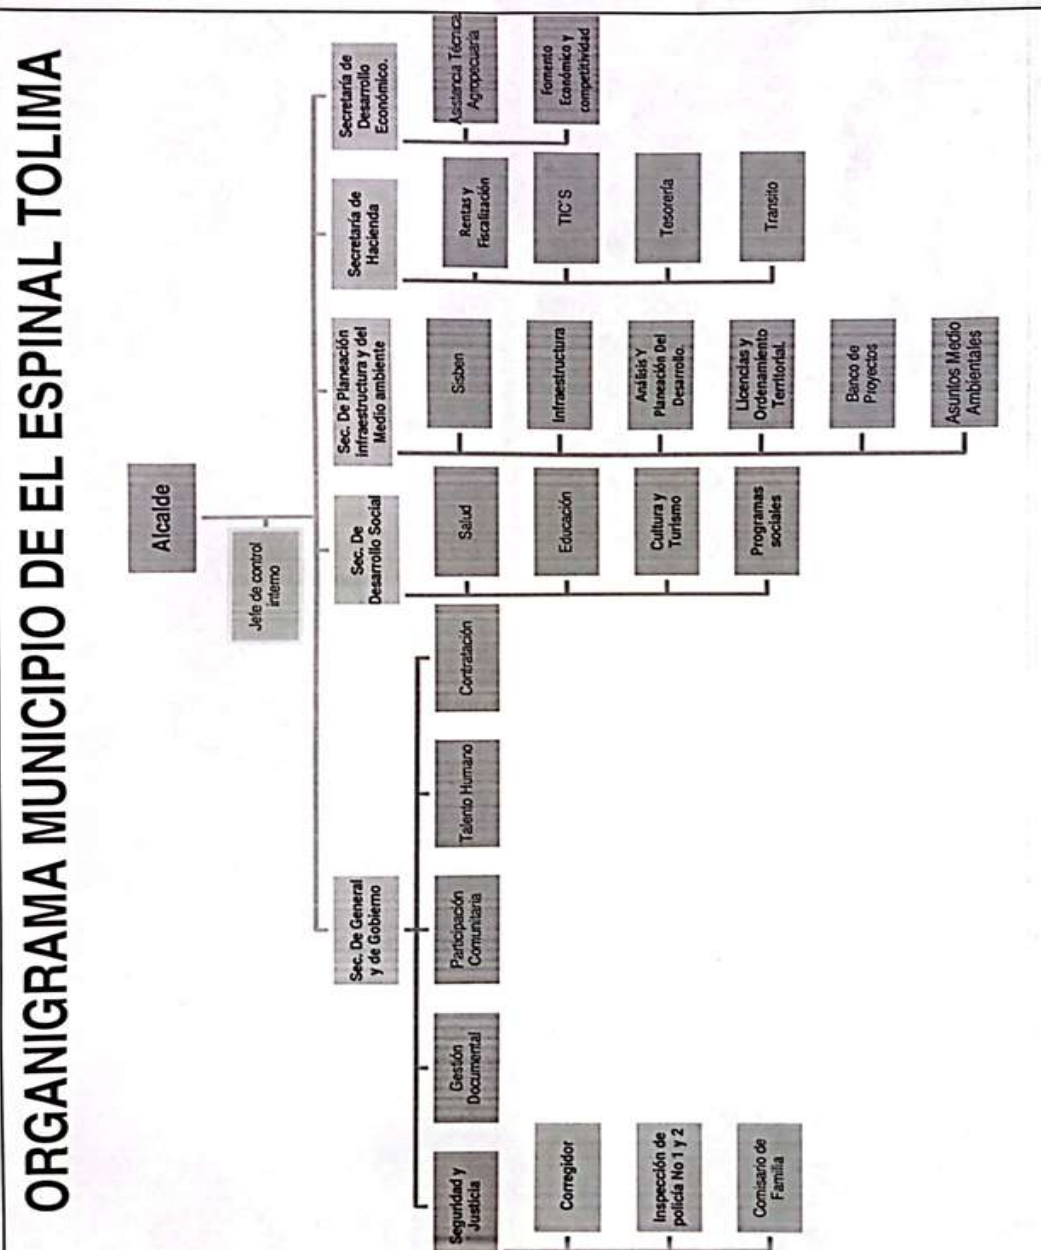 ORGANIGRAMA MUNICIPIO DE EL ESPINAL TOLIMA
Alcalde
Jefe de control
interno
Sec. De General
y de Gobierno
Sec. De
Desarrollo Social
Sec. De Planeación
infraestructura y del
Medio ambiente
Secretaría de
Hacienda
Secretaría de
Desarrollo
Económico.
Seguridad y
Justicia
Gestión
Documental
Participación
Comunitaria
Talento Humano
Contratación
Corregidor
Inspección de
policía No 1 y 2
Comisario de
Familia
Salud
Educación
Cultura y
Turismo
Programas
sociales
Sisben
Infraestructura
Análisis Y
Planeación Del
Desarrollo.
Licencias y
Ordenamiento
Territorial.
Banco de
Proyectos
Asuntos Medio
Ambientales
Rentas y
Fiscalización
TIC'S
Tesorería
Transito
Asistencia Técnica
Agropecuaria
Fomento
Económico y
competitividad